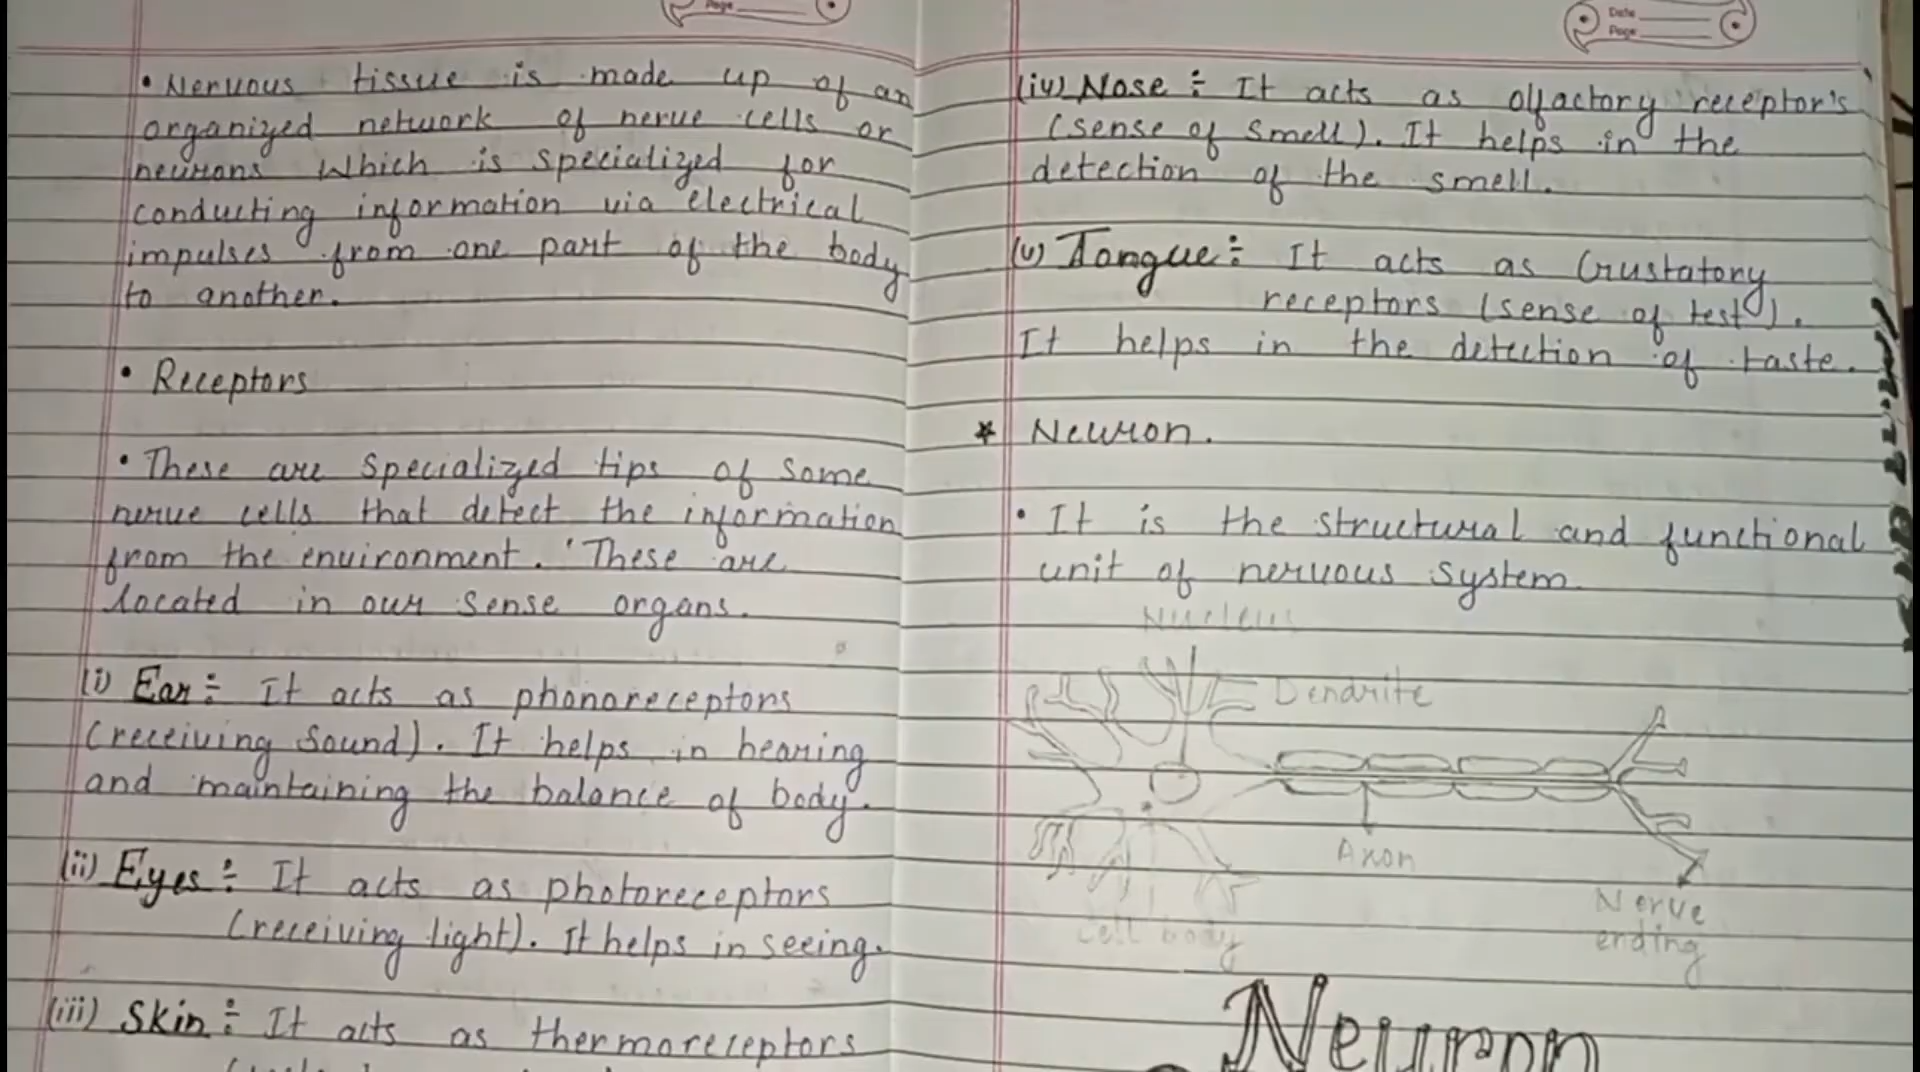 Page
• Nervous tissue is made up of an
organized network of nerve cells or
neurons which is specialized for
conducting information via electrical
impulses from one part of the body
to another.
• Receptors
• These are specialized tips of some
nerve cells that detect the information
from the environment. These are
located in our sense organs.
(i) Ear ÷ It acts as phonoreceptors
(receiving sound). It helps in hearing
and maintaining the balance of body.
(ii) Eyes ÷ It acts as photoreceptors
(receiving light). It helps in seeing.
(iii) Skin ÷ It acts as thermoreceptors
Date
Page
(iv) Nose ÷ It acts as olfactory receptor's
(sense of smell). It helps in the
detection of the smell.
(v) Tongue ÷ It acts as Grustatory
receptors (sense of test).
It helps in the detection of taste.
* Neuron.
• It is the structural and functional
unit of nervous system.
Nucleus
Dendrite
Axon
Nerve
ending
Cell body
Neuron